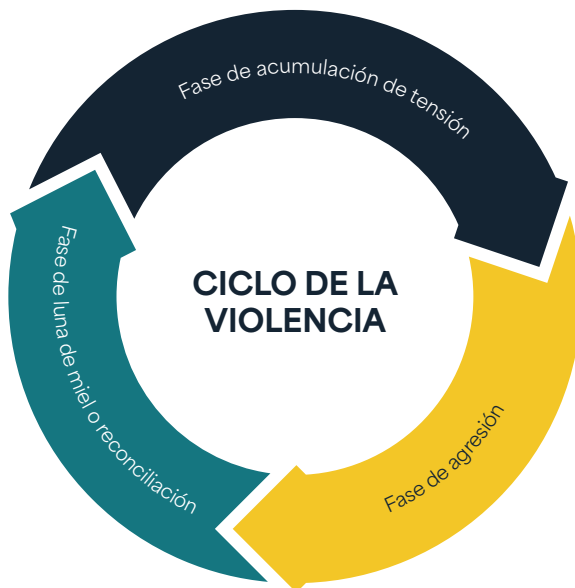 Fase de acumulación de tensión
CICLO DE LA
VIOLENCIA
Fase de agresión
Fase de luna de miel o reconciliación